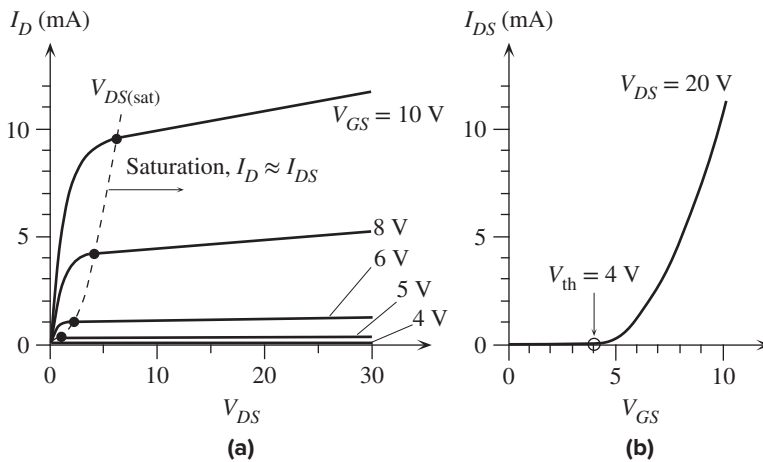 I_D (mA)
V_DS(sat)
V_GS = 10 V
10
Saturation, I_D ≈ I_DS
8 V
5
6 V
5 V
4 V
0
0 10 20 30
V_DS
(a)
I_DS (mA)
V_DS = 20 V
10
5
V_th = 4 V
0
0 5 10
V_GS
(b)